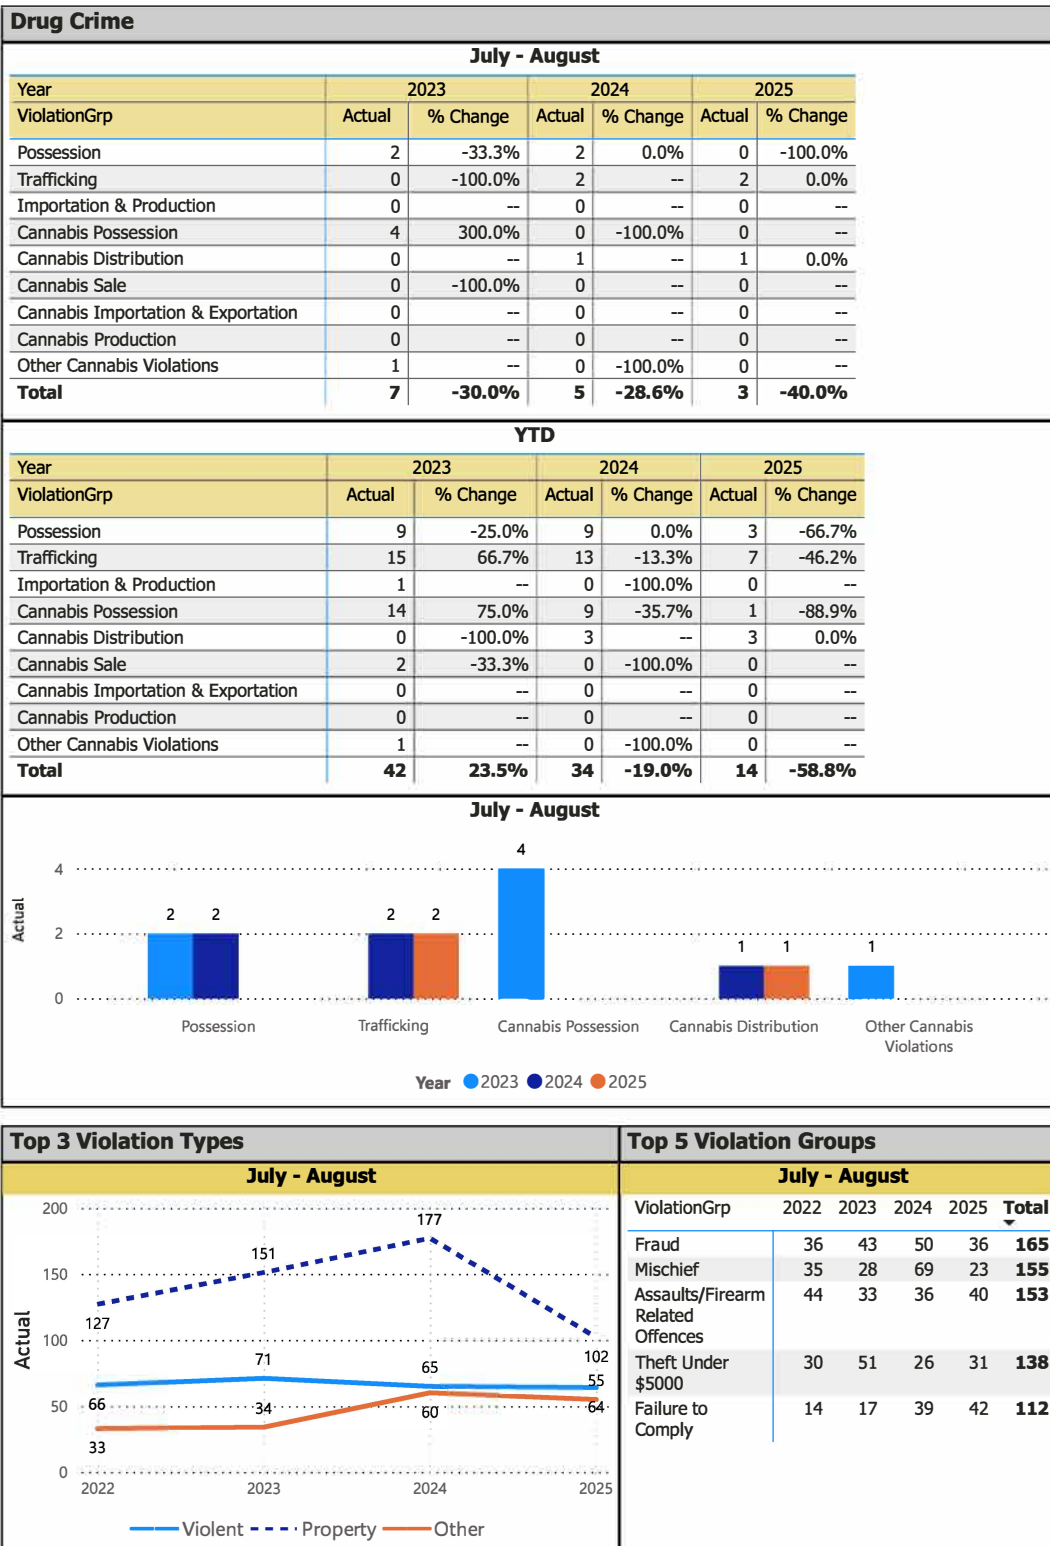 Drug Crime
July - August
Year 2023 2024 2025
ViolationGrp Actual % Change Actual % Change Actual % Change
Possession 2 -33.3% 2 0.0% 0 -100.0%
Trafficking 0 -100.0% 2 -- 2 0.0%
Importation & Production 0 -- 0 -- 0 --
Cannabis Possession 4 300.0% 0 -100.0% 0 --
Cannabis Distribution 0 -- 1 -- 1 0.0%
Cannabis Sale 0 -100.0% 0 -- 0 --
Cannabis Importation & Exportation 0 -- 0 -- 0 --
Cannabis Production 0 -- 0 -- 0 --
Other Cannabis Violations 1 -- 0 -100.0% 0 --
Total 7 -30.0% 5 -28.6% 3 -40.0%
YTD
Year 2023 2024 2025
ViolationGrp Actual % Change Actual % Change Actual % Change
Possession 9 -25.0% 9 0.0% 3 -66.7%
Trafficking 15 66.7% 13 -13.3% 7 -46.2%
Importation & Production 1 -- 0 -100.0% 0 --
Cannabis Possession 14 75.0% 9 -35.7% 1 -88.9%
Cannabis Distribution 0 -100.0% 3 -- 3 0.0%
Cannabis Sale 2 -33.3% 0 -100.0% 0 --
Cannabis Importation & Exportation 0 -- 0 -- 0 --
Cannabis Production 0 -- 0 -- 0 --
Other Cannabis Violations 1 -- 0 -100.0% 0 --
Total 42 23.5% 34 -19.0% 14 -58.8%
July - August
Actual
4
2
0
2 2 2 2 4 1 1 1
Possession Trafficking Cannabis Possession Cannabis Distribution Other Cannabis
Violations
Year 2023 2024 2025
Top 3 Violation Types
July - August
Actual
200
150
100
50
0
127 151 177 102
66 71 65 64
33 34 60 55
2022 2023 2024 2025
Violent Property Other
Top 5 Violation Groups
July - August
ViolationGrp 2022 2023 2024 2025 Total
Fraud 36 43 50 36 165
Mischief 35 28 69 23 155
Assaults/Firearm 44 33 36 40 153
Related
Offences
Theft Under 30 51 26 31 138
$5000
Failure to 14 17 39 42 112
Comply